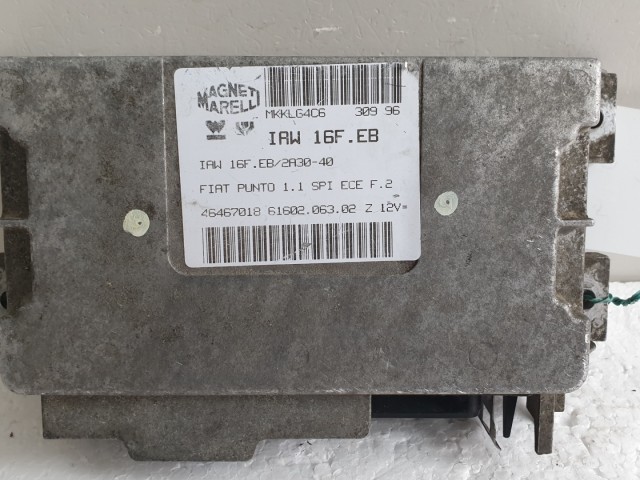 MAGNETI
MARELLI
MKKLG4C6 309 96
IAW 16F.EB
IAW 16F.EB/2A30-40
FIAT PUNTO 1.1 SPI ECE F.2
46467018 61602.063.02 Z 12V=